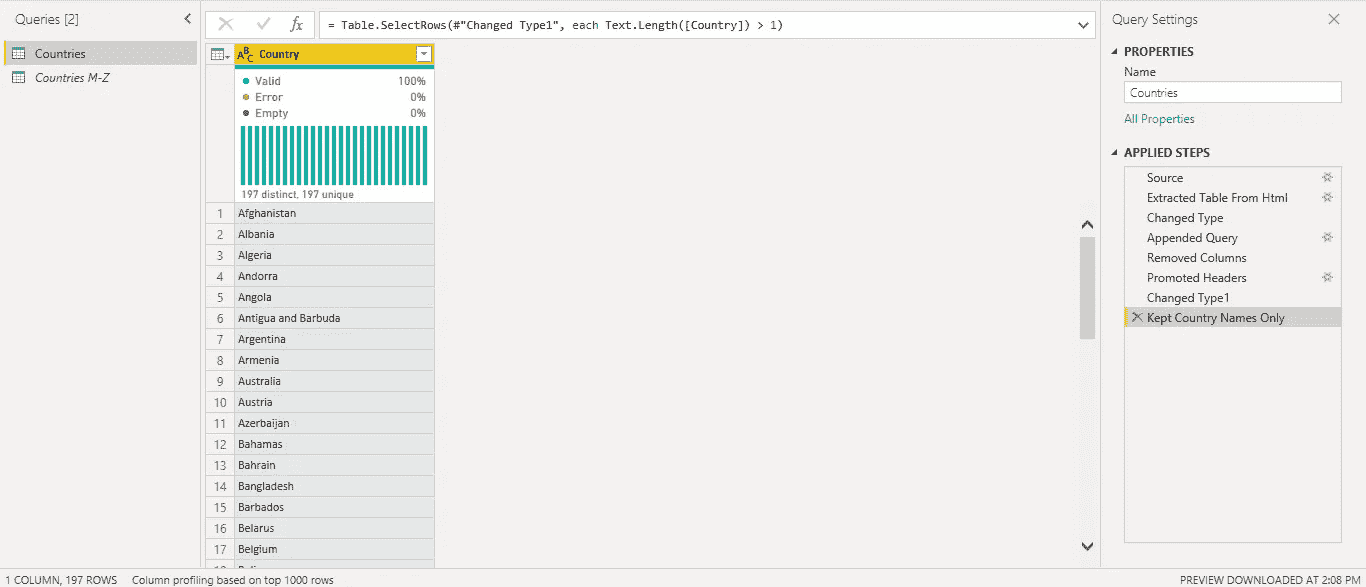 Queries [2]
Countries
Countries M-Z
fx
= Table.SelectRows(#"Changed Type1", each Text.Length([Country]) > 1)
ABC Country
Valid 100%
Error 0%
Empty 0%
197 distinct, 197 unique
1 Afghanistan
2 Albania
3 Algeria
4 Andorra
5 Angola
6 Antigua and Barbuda
7 Argentina
8 Armenia
9 Australia
10 Austria
11 Azerbaijan
12 Bahamas
13 Bahrain
14 Bangladesh
15 Barbados
16 Belarus
17 Belgium
Query Settings
PROPERTIES
Name
Countries
All Properties
APPLIED STEPS
Source
Extracted Table From Html
Changed Type
Appended Query
Removed Columns
Promoted Headers
Changed Type1
Kept Country Names Only
1 COLUMN, 197 ROWS Column profiling based on top 1000 rows
PREVIEW DOWNLOADED AT 2:08 PM